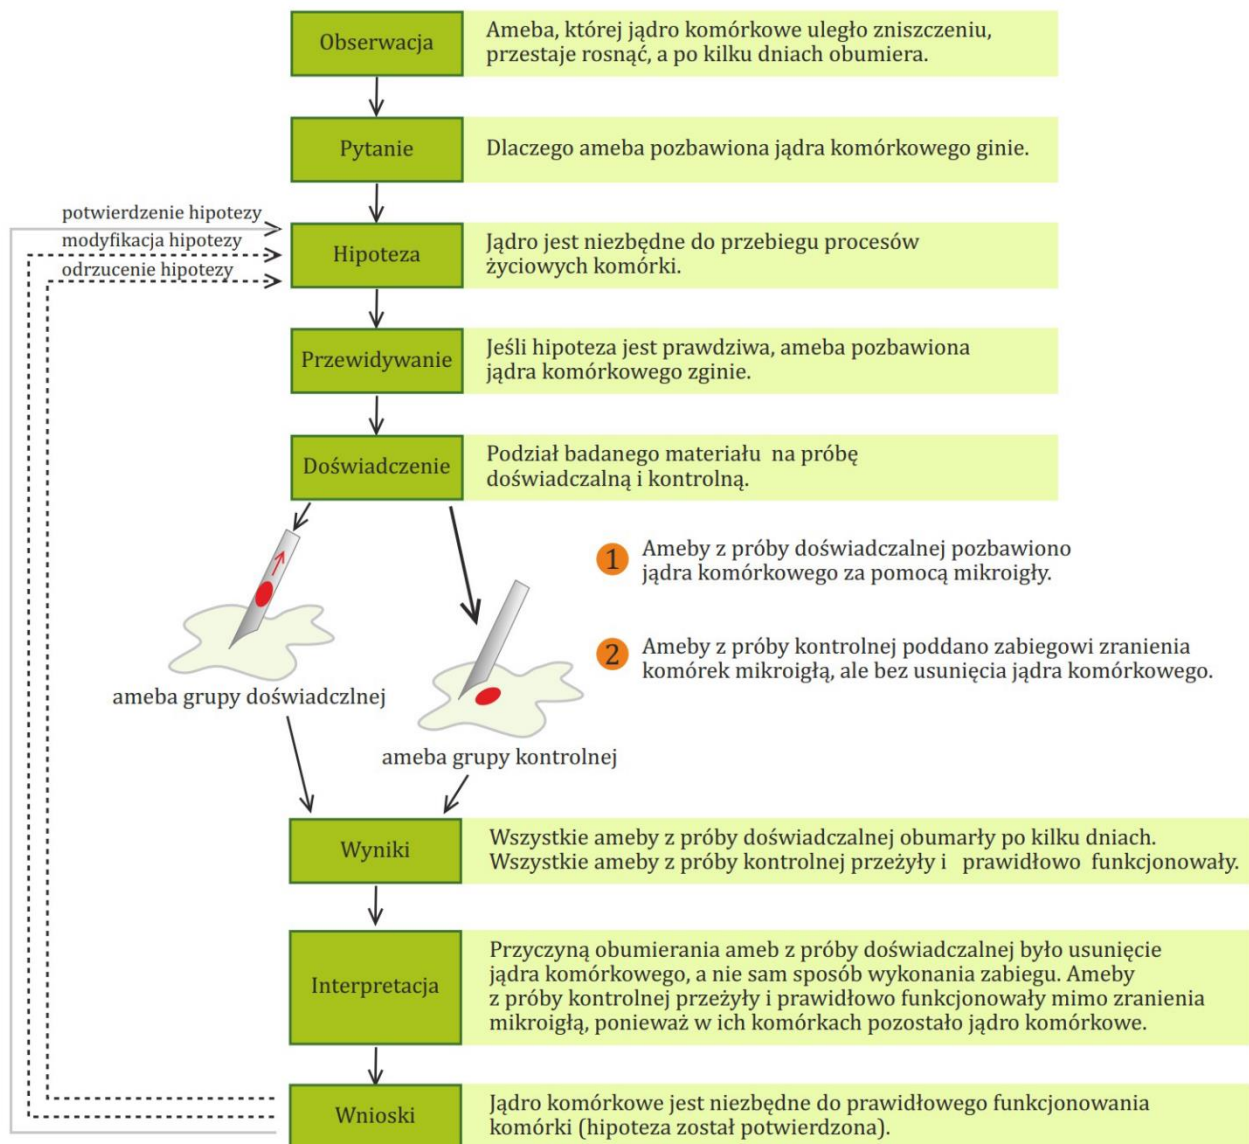 Obserwacja
Ameba, której jądro komórkowe uległo zniszczeniu,
przestaje rosnąć, a po kilku dniach obumiera.
Pytanie
Dlaczego ameba pozbawiona jądra komórkowego ginie.
potwierdzenie hipotezy
modyfikacja hipotezy
odrzucenie hipotezy
Hipoteza
Jądro jest niezbędne do przebiegu procesów
życiowych komórki.
Przewidywanie
Jeśli hipoteza jest prawdziwa, ameba pozbawiona
jądra komórkowego zginie.
Doświadczenie
Podział badanego materiału na próbę
doświadczalną i kontrolną.
1 Ameby z próby doświadczalnej pozbawiono
jądra komórkowego za pomocą mikroigły.
2 Ameby z próby kontrolnej poddano zabiegowi zranienia
komórek mikroigłą, ale bez usunięcia jądra komórkowego.
ameba grupy doświadczlnej
ameba grupy kontrolnej
Wyniki
Wszystkie ameby z próby doświadczalnej obumarły po kilku dniach.
Wszystkie ameby z próby kontrolnej przeżyły i prawidłowo funkcjonowały.
Interpretacja
Przyczyną obumierania ameb z próby doświadczalnej było usunięcie
jądra komórkowego, a nie sam sposób wykonania zabiegu. Ameby
z próby kontrolnej przeżyły i prawidłowo funkcjonowały mimo zranienia
mikroigłą, ponieważ w ich komórkach pozostało jądro komórkowe.
Wnioski
Jądro komórkowe jest niezbędne do prawidłowego funkcjonowania
komórki (hipoteza został potwierdzona).